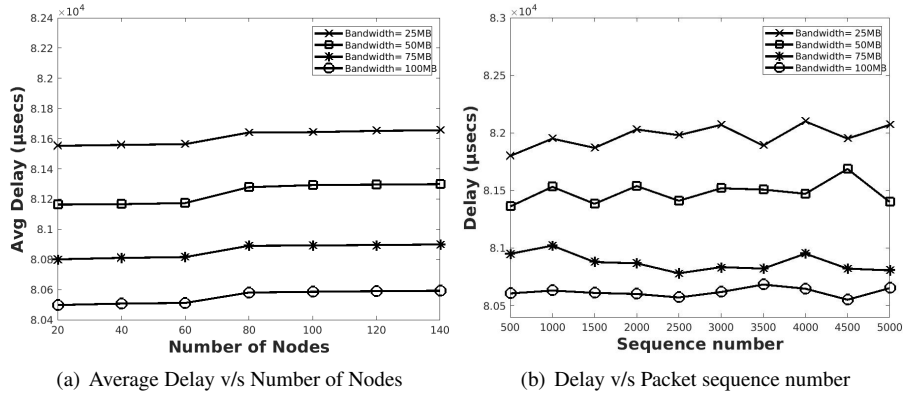 ×10⁴
8.24
8.22
8.2
8.18
8.16
8.14
8.12
8.1
8.08
8.06
8.04
Avg Delay (μsecs)
Bandwidth= 25MB
Bandwidth= 50MB
Bandwidth= 75MB
Bandwidth= 100MB
20 40 60 80 100 120 140
Number of Nodes
(a) Average Delay v/s Number of Nodes
×10⁴
8.3
8.25
8.2
8.15
8.1
8.05
Delay (μsecs)
Bandwidth= 25MB
Bandwidth= 50MB
Bandwidth= 75MB
Bandwidth= 100MB
500 1000 1500 2000 2500 3000 3500 4000 4500 5000
Sequence number
(b) Delay v/s Packet sequence number